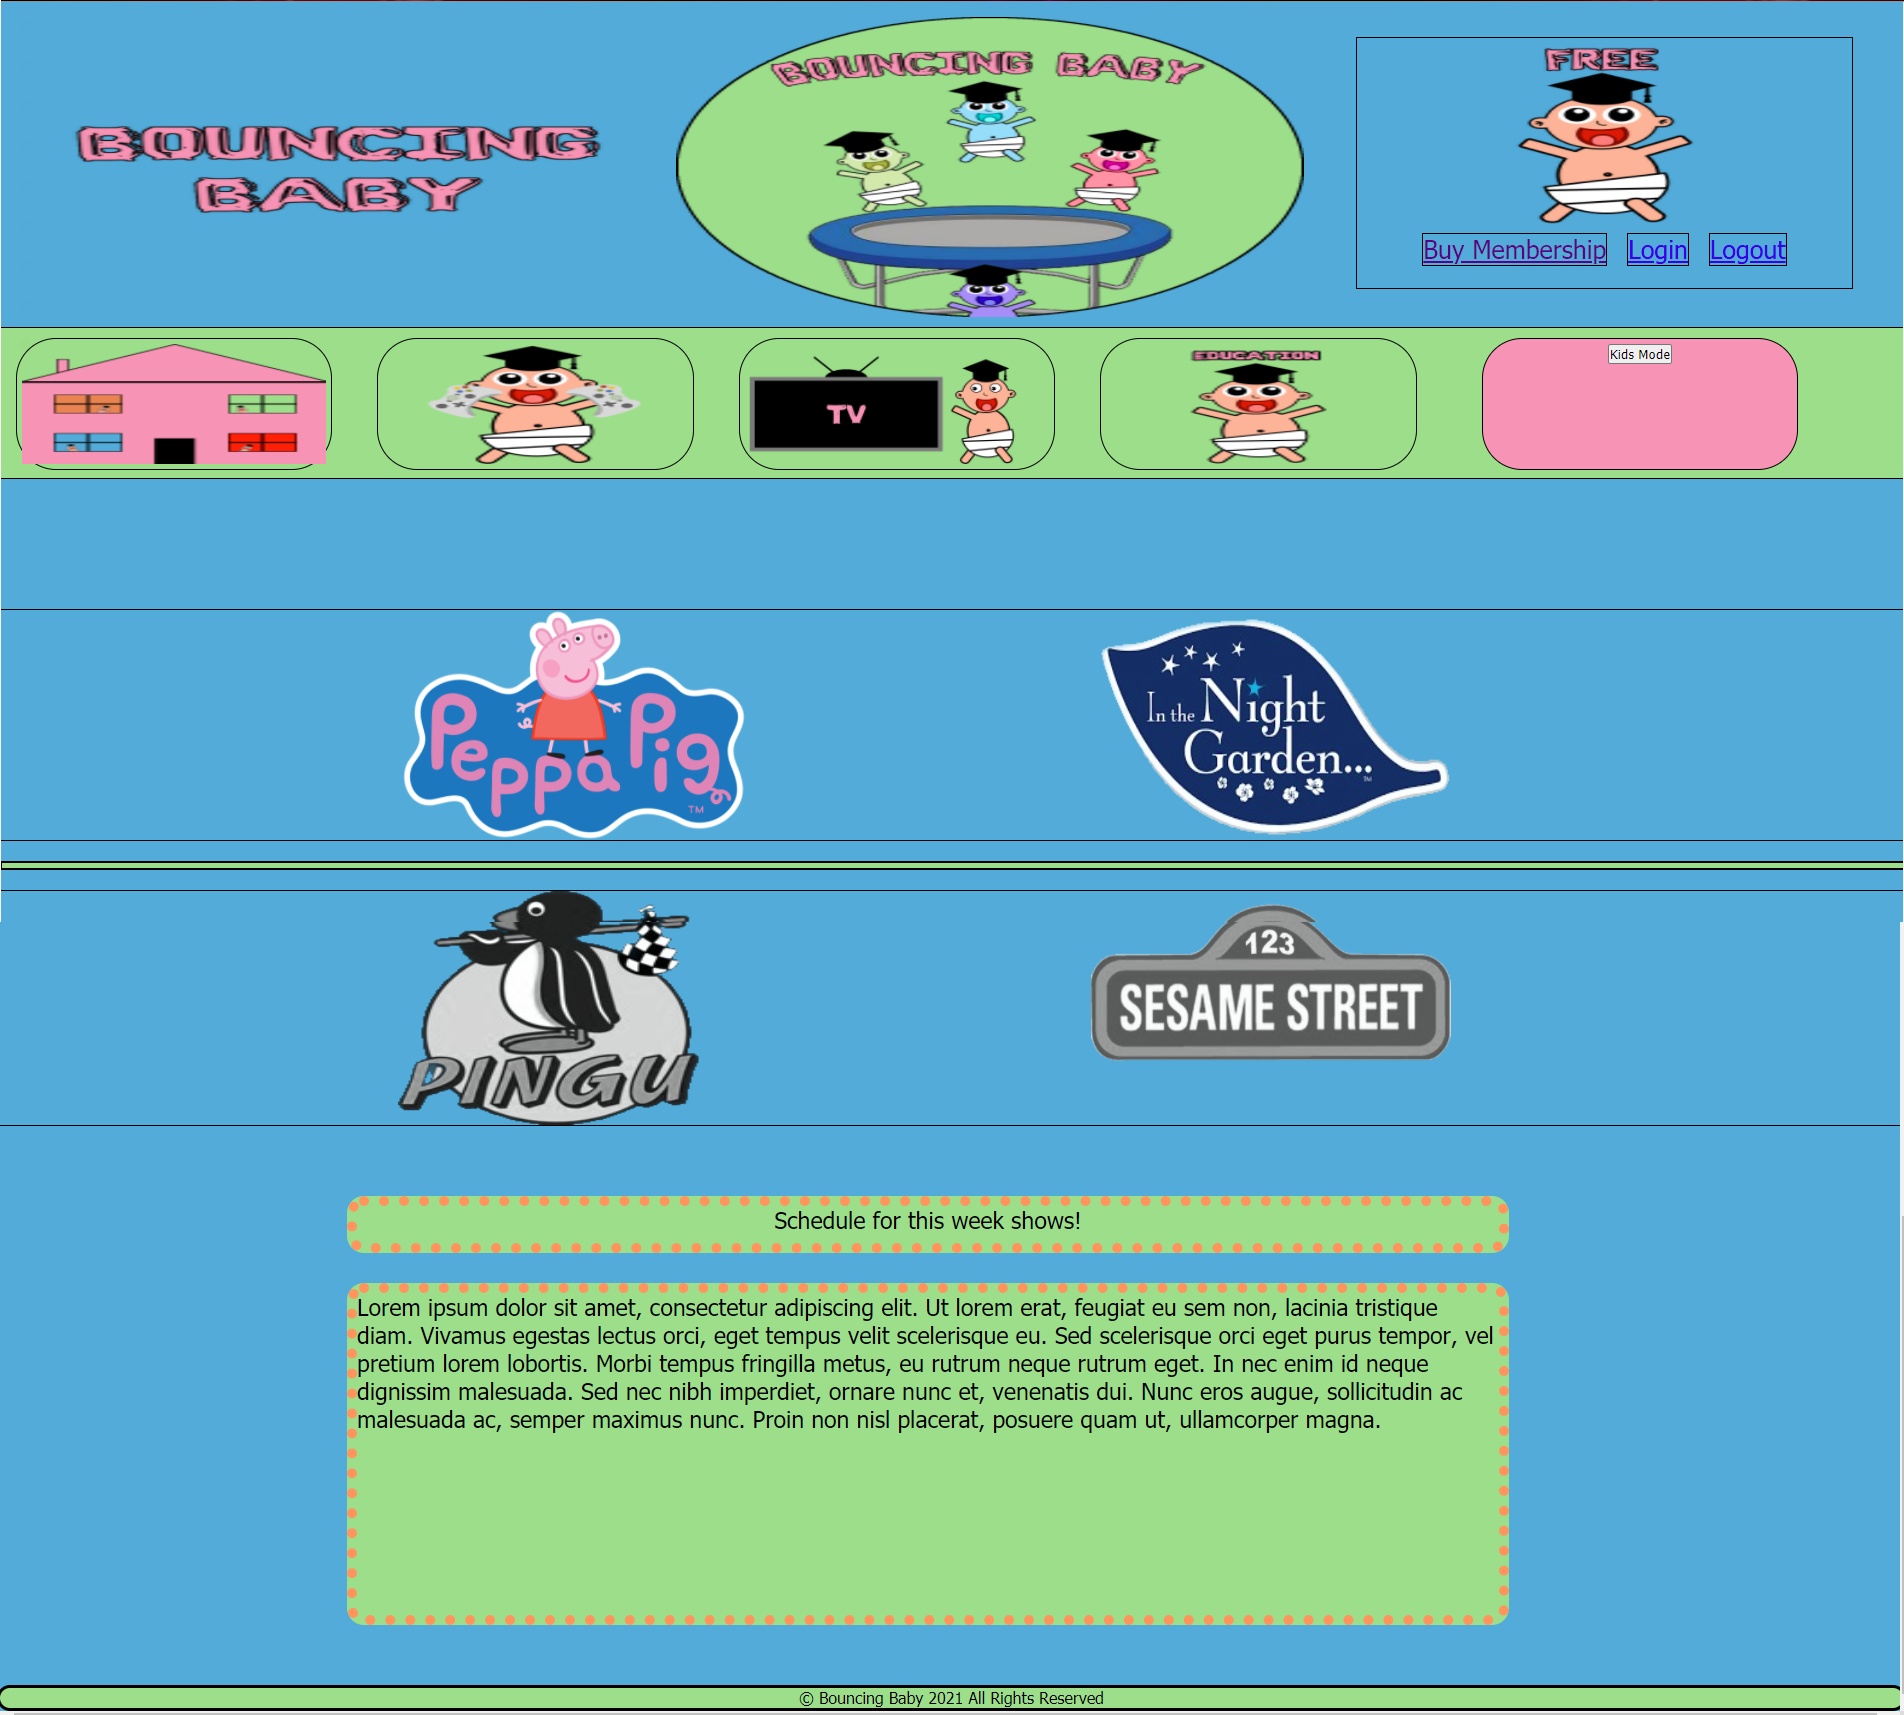 BOUNCING
BABY
BOUNCING BABY
FREE
Buy Membership Login Logout
TV
EDUCATION
Kids Mode
Peppa Pig
TM
In the Night
Garden...
TM
PINGU
123
SESAME STREET
Schedule for this week shows!
Lorem ipsum dolor sit amet, consectetur adipiscing elit. Ut lorem erat, feugiat eu sem non, lacinia tristique
diam. Vivamus egestas lectus orci, eget tempus velit scelerisque eu. Sed scelerisque orci eget purus tempor, vel
pretium lorem lobortis. Morbi tempus fringilla metus, eu rutrum neque rutrum eget. In nec enim id neque
dignissim malesuada. Sed nec nibh imperdiet, ornare nunc et, venenatis dui. Nunc eros augue, sollicitudin ac
malesuada ac, semper maximus nunc. Proin non nisl placerat, posuere quam ut, ullamcorper magna.
© Bouncing Baby 2021 All Rights Reserved